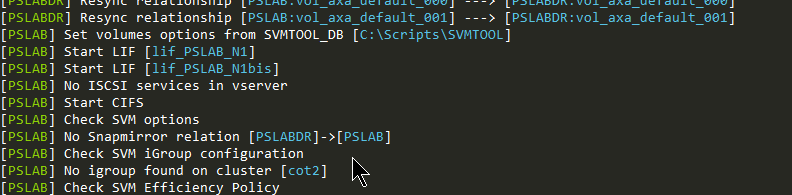 [PSLABDR] Resync relationship [PSLAB:vol_axa_default_000] ---> [PSLABDR:vol_axa_default_000]
[PSLABDR] Resync relationship [PSLAB:vol_axa_default_001] ---> [PSLABDR:vol_axa_default_001]
[PSLAB] Set volumes options from SVMTOOL_DB [C:\Scripts\SVMTOOL]
[PSLAB] Start LIF [lif_PSLAB_N1]
[PSLAB] Start LIF [lif_PSLAB_N1bis]
[PSLAB] No ISCSI services in vserver
[PSLAB] Start CIFS
[PSLAB] Check SVM options
[PSLAB] No Snapmirror relation [PSLABDR]->[PSLAB]
[PSLAB] Check SVM iGroup configuration
[PSLAB] No igroup found on cluster [cot2]
[PSLAB] Check SVM Efficiency Policy